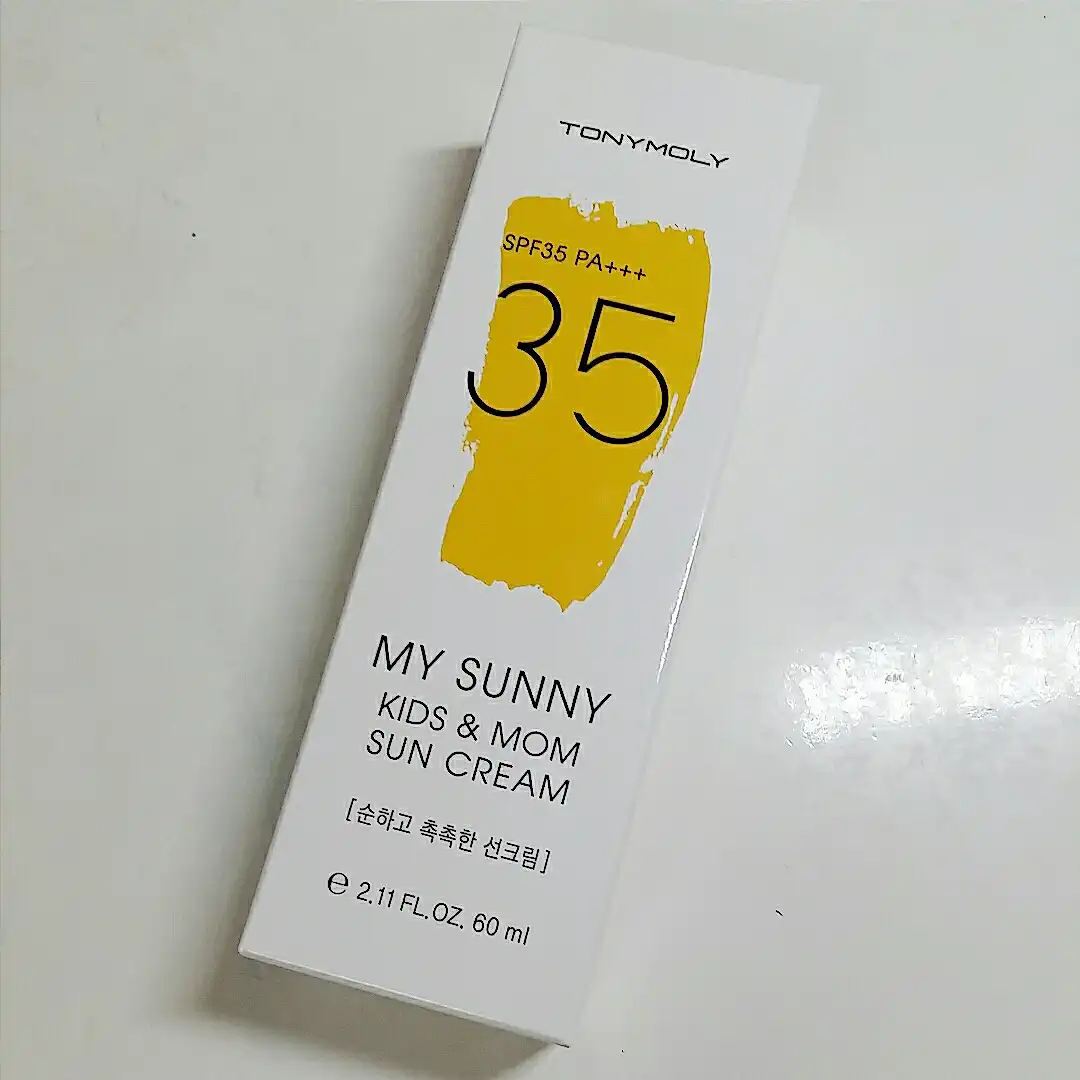 TONYMOLY
SPF35 PA+++
35
MY SUNNY
KIDS & MOM
SUN CREAM
[순하고 촉촉한 선크림]
℮ 2.11 FL.OZ. 60 ml